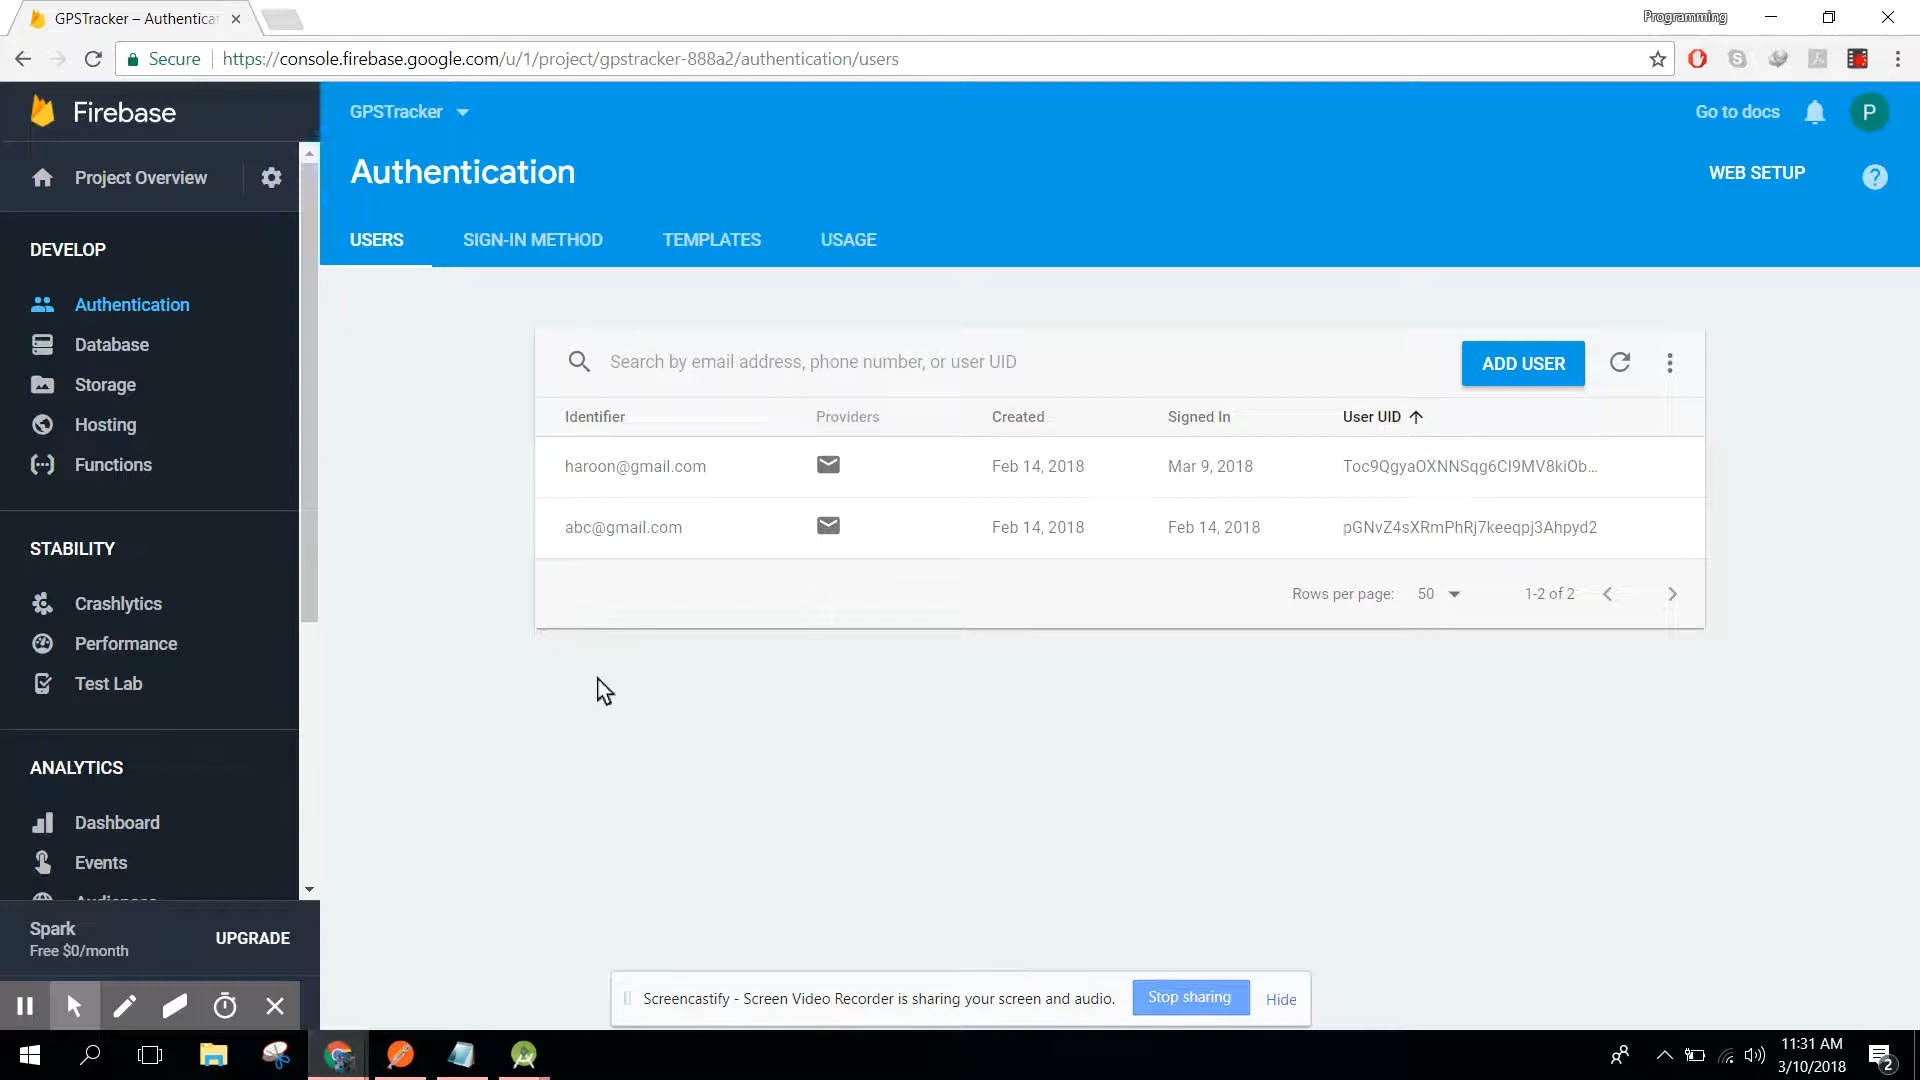 GPSTracker – Authentica
Programming
Secure
https://console.firebase.google.com/u/1/project/gpstracker-888a2/authentication/users
Firebase
GPSTracker
Go to docs
P
Project Overview
Authentication
WEB SETUP
?
USERS
SIGN-IN METHOD
TEMPLATES
USAGE
DEVELOP
Authentication
Database
Storage
Hosting
Functions
STABILITY
Crashlytics
Performance
Test Lab
ANALYTICS
Dashboard
Events
Search by email address, phone number, or user UID
ADD USER
Identifier
Providers
Created
Signed In
User UID
haroon@gmail.com
Feb 14, 2018
Mar 9, 2018
Toc9QgyaOXNNSqg6CI9MV8kiOb...
abc@gmail.com
Feb 14, 2018
Feb 14, 2018
pGNvZ4sXRmPhRj7keeqpj3Ahpyd2
Rows per page:
50
1-2 of 2
Spark
Free $0/month
UPGRADE
Screencastify - Screen Video Recorder is sharing your screen and audio.
Stop sharing
Hide
11:31 AM
3/10/2018
2